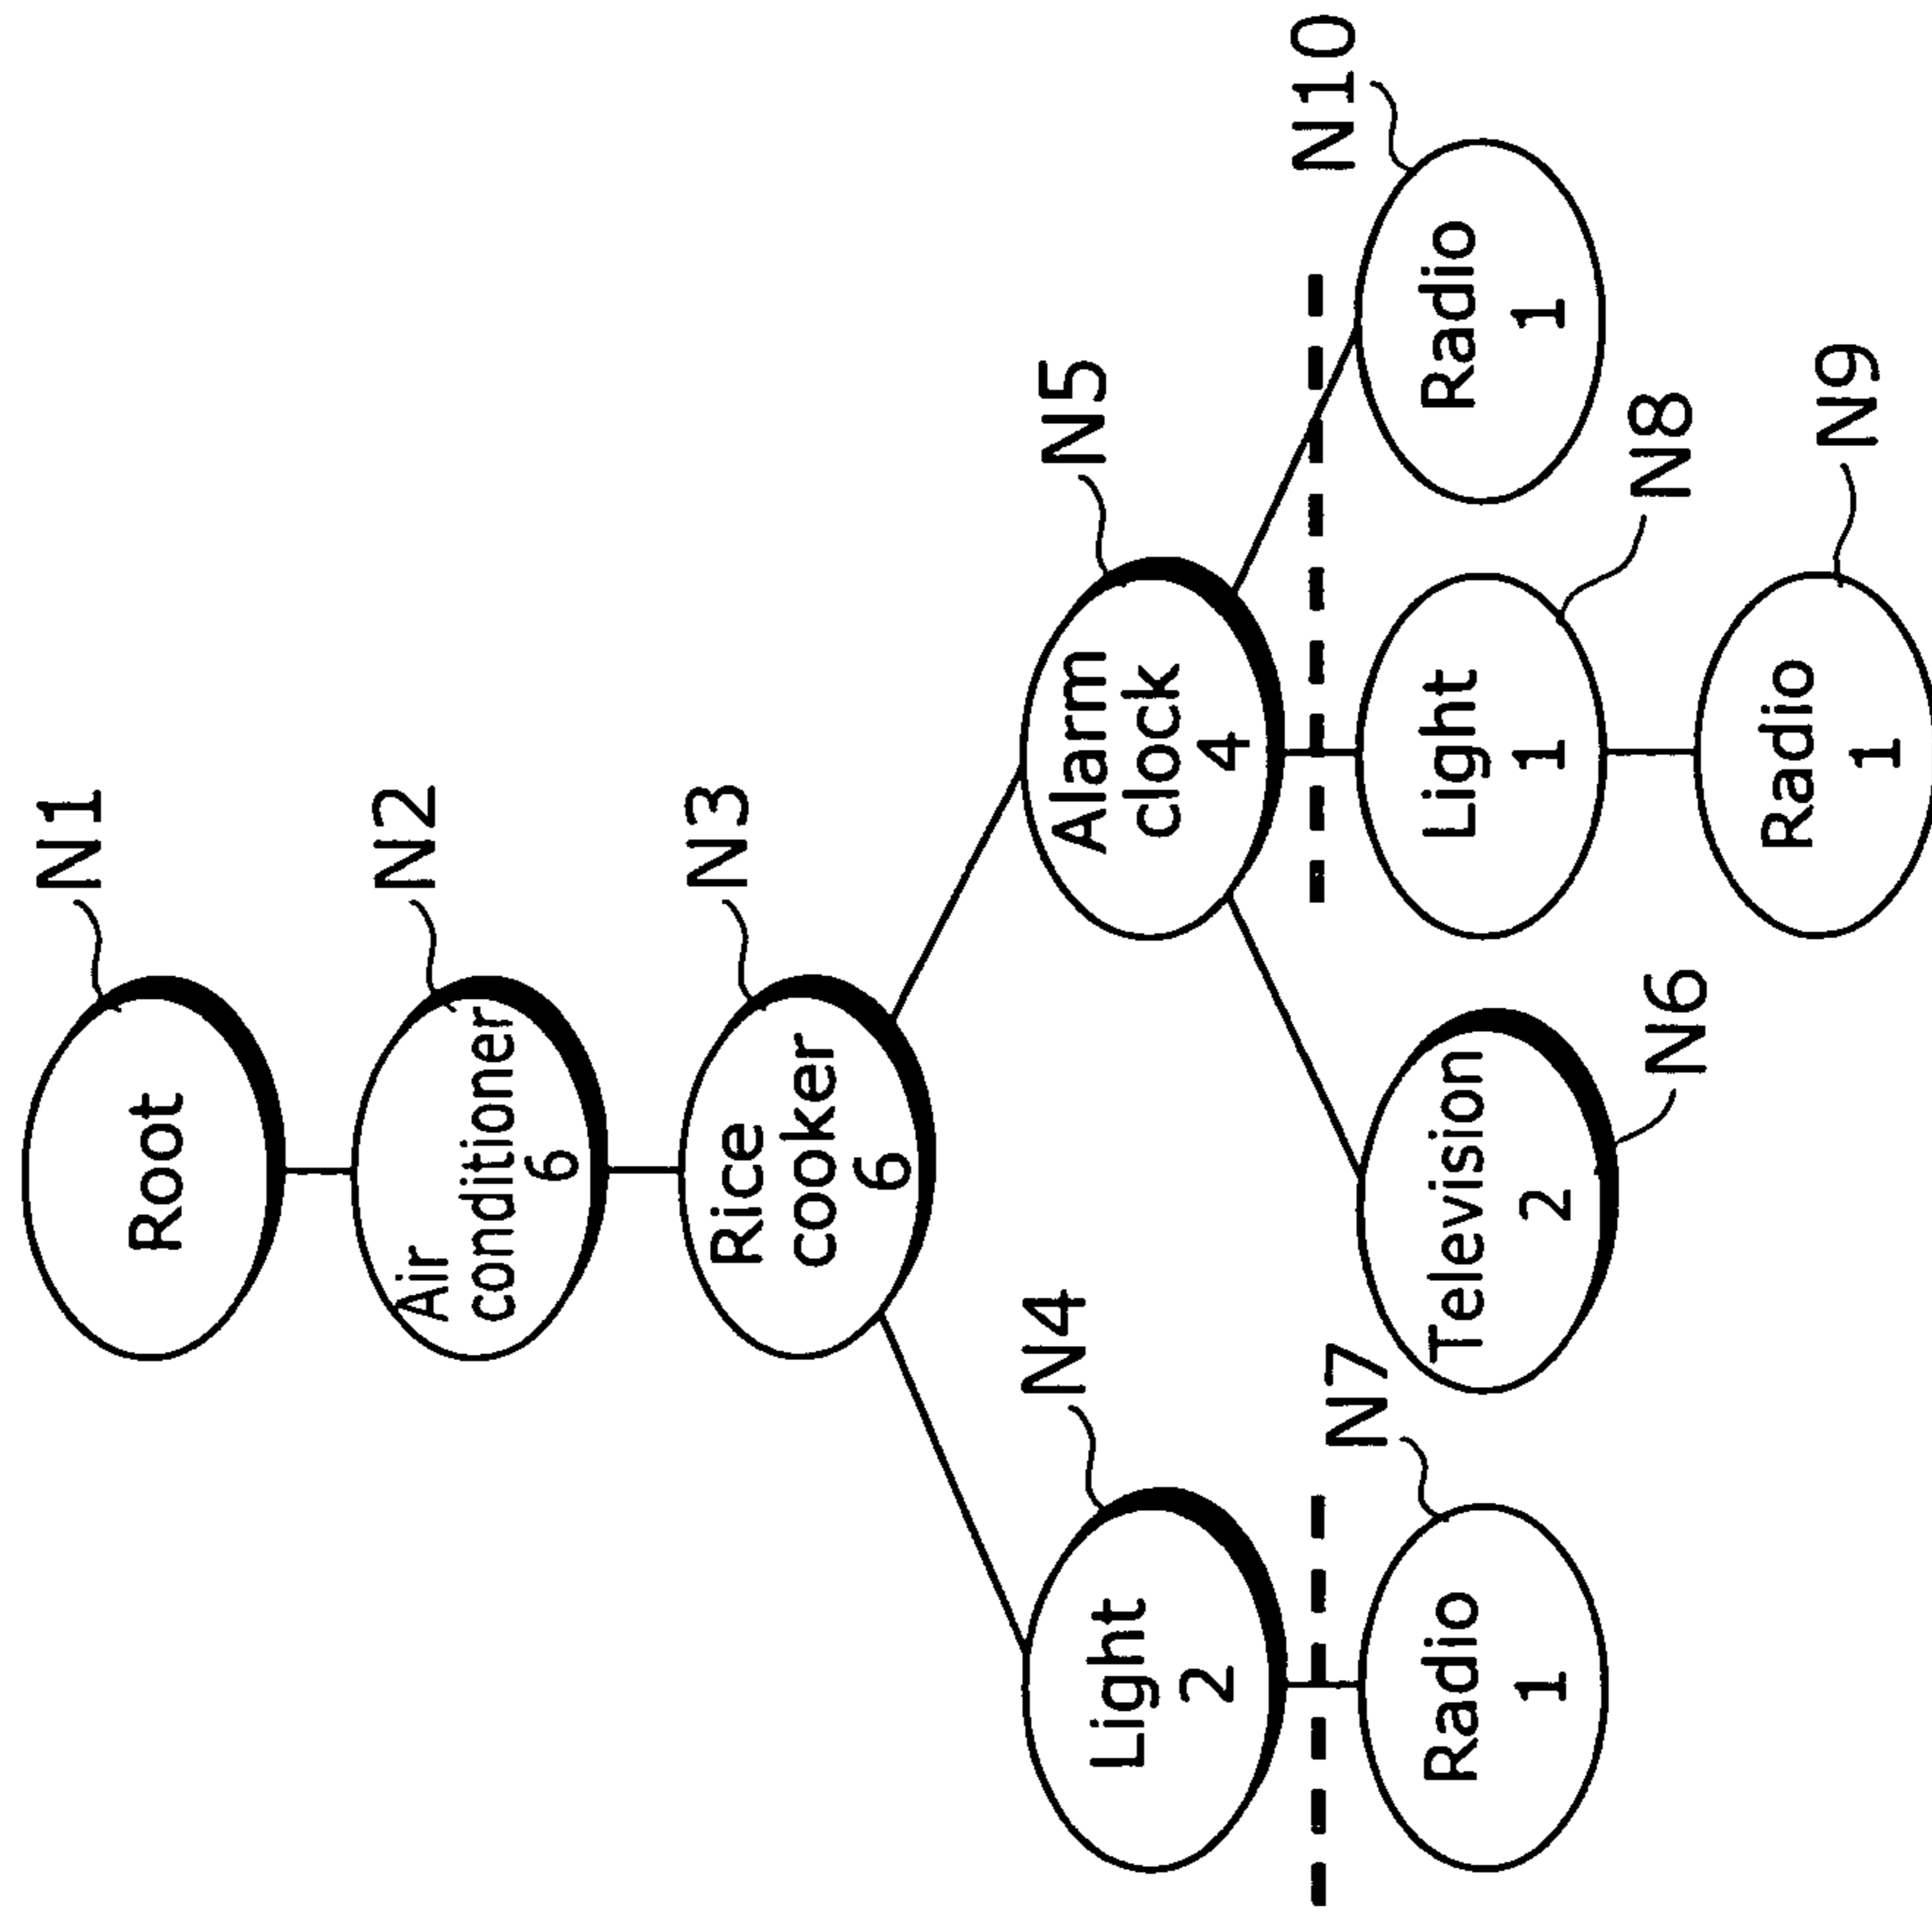 N1
Root
N2
Air
conditioner
6
N3
Rice
cooker
6
N4
Light
2
N5
Alarm
clock
4
N7
Radio
1
N6
Television
2
N8
Light
1
N10
Radio
1
N9
Radio
1